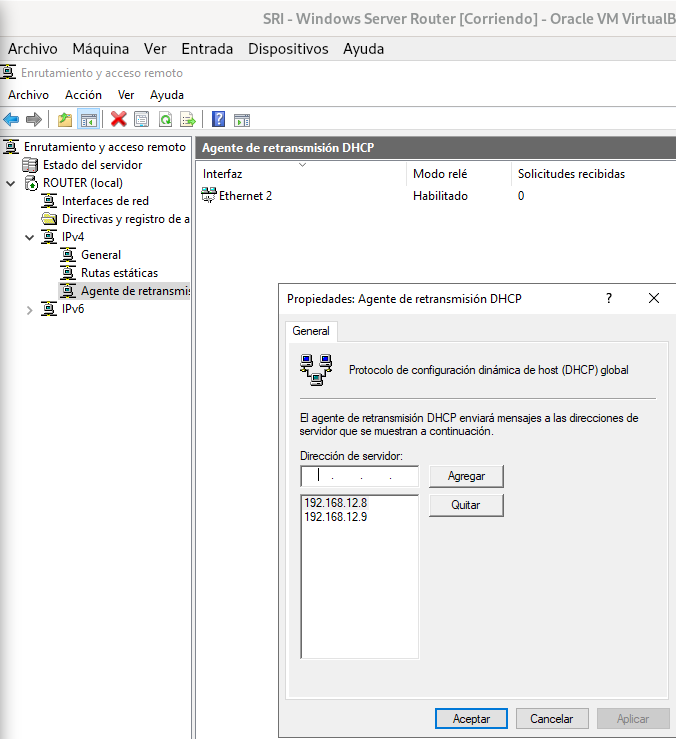 SRI - Windows Server Router [Corriendo] - Oracle VM VirtualB
Archivo Máquina Ver Entrada Dispositivos Ayuda
Enrutamiento y acceso remoto
Archivo Acción Ver Ayuda
Enrutamiento y acceso remoto
Estado del servidor
ROUTER (local)
Interfaces de red
Directivas y registro de a
IPv4
General
Rutas estáticas
Agente de retransmis
IPv6
Agente de retransmisión DHCP
Interfaz Modo relé Solicitudes recibidas
Ethernet 2 Habilitado 0
Propiedades: Agente de retransmisión DHCP ? ×
General
Protocolo de configuración dinámica de host (DHCP) global
El agente de retransmisión DHCP enviará mensajes a las direcciones de
servidor que se muestran a continuación.
Dirección de servidor:
. . .
Agregar
192.168.12.8
192.168.12.9
Quitar
Aceptar Cancelar Aplicar